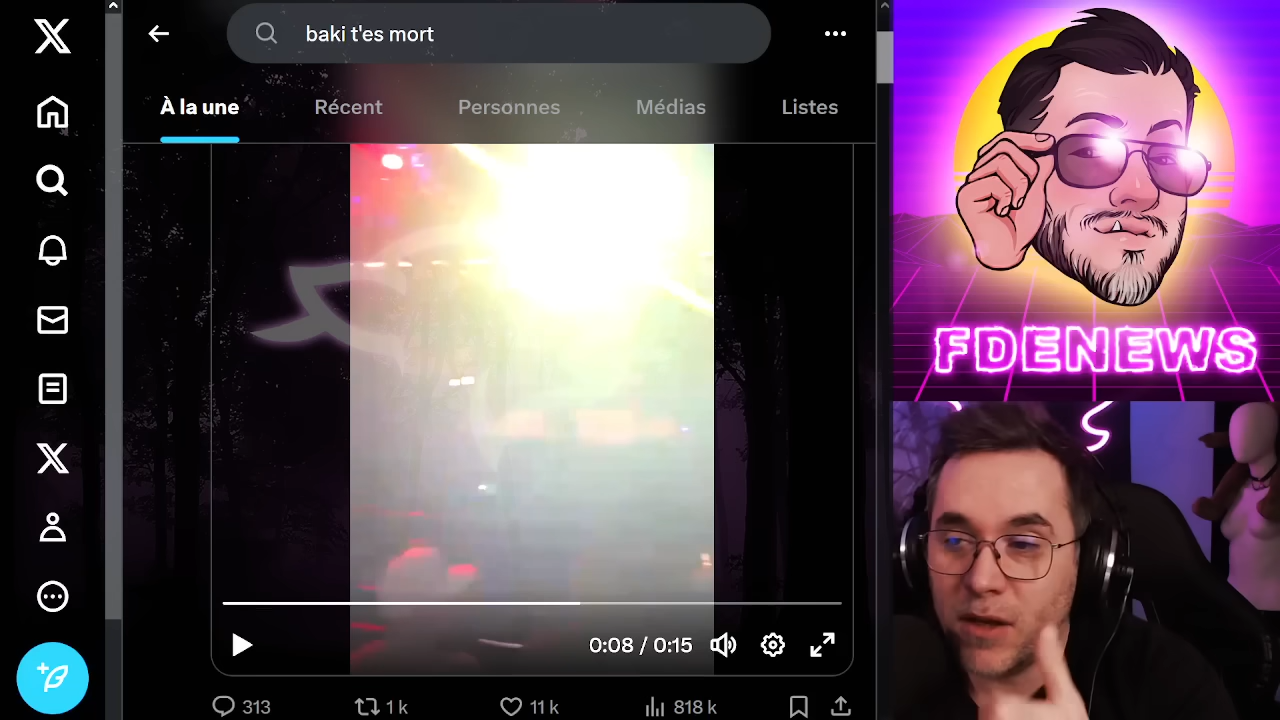 baki t'es mort
À la une
Récent
Personnes
Médias
Listes
FDENEWS
0:08 / 0:15
313
1 k
11 k
818 k